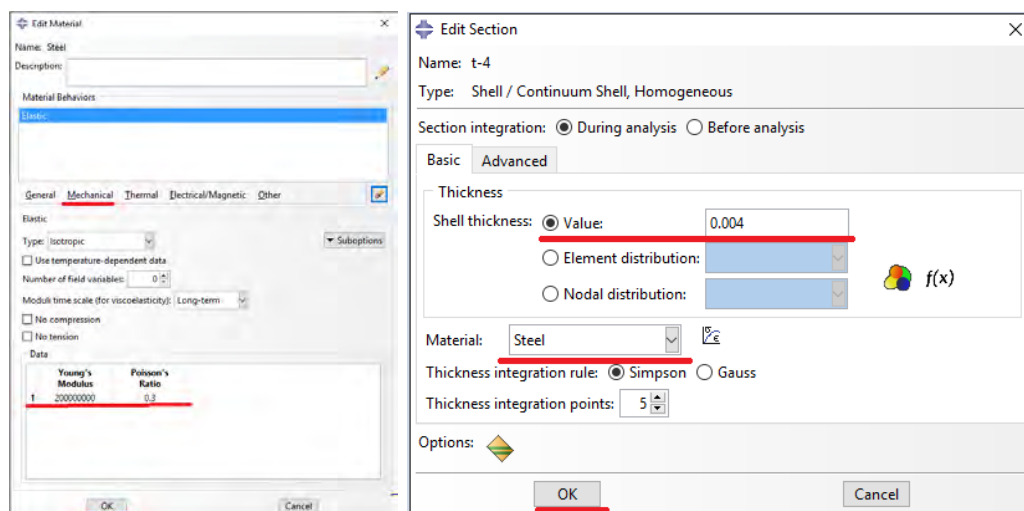 Edit Material
Name: Steel
Description:
Material Behaviors
Elastic
General Mechanical Thermal Electrical/Magnetic Other
Elastic
Type: Isotropic
Suboptions
Use temperature-dependent data
Number of field variables: 0
Moduli time scale (for viscoelasticity): Long-term
No compression
No tension
Data
Young's Modulus
Poisson's Ratio
1 200000000 0.3
OK Cancel
Edit Section
Name: t-4
Type: Shell / Continuum Shell, Homogeneous
Section integration: During analysis Before analysis
Basic Advanced
Thickness
Shell thickness: Value: 0.004
Element distribution:
Nodal distribution:
f(x)
Material: Steel
Thickness integration rule: Simpson Gauss
Thickness integration points: 5
Options:
OK Cancel